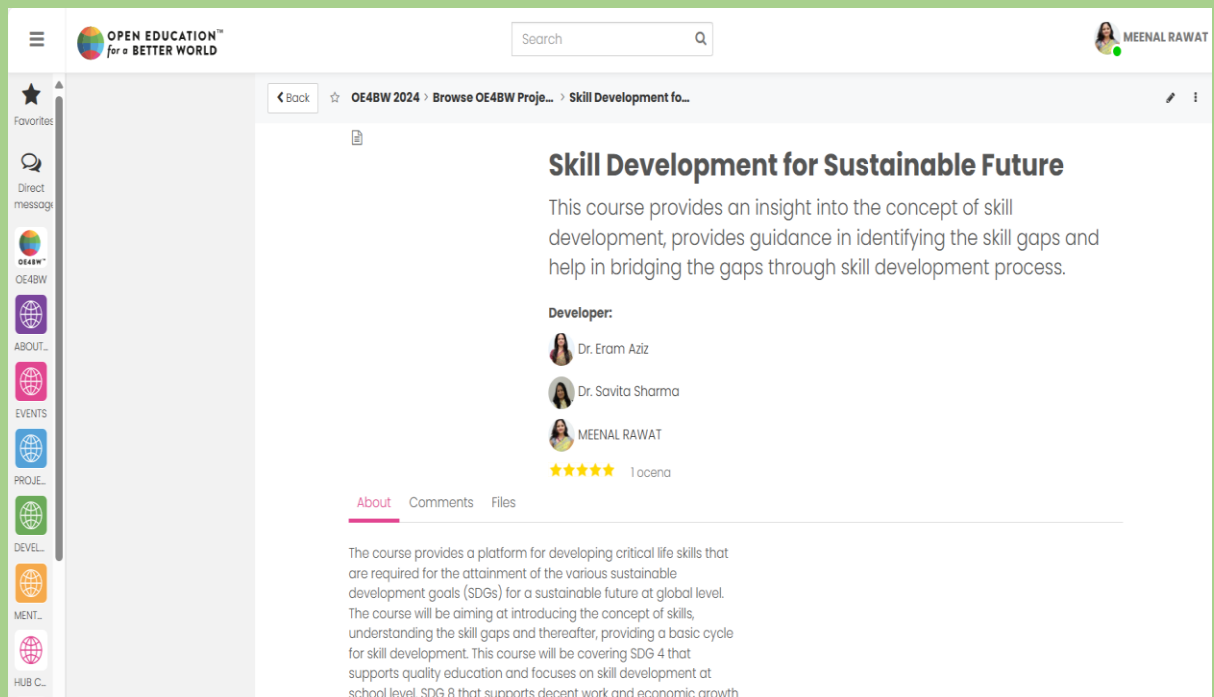 OPEN EDUCATION™
for a BETTER WORLD
Search
MEENAL RAWAT
Favorites
Direct
messag
OE4BW™
OE4BW
ABOUT...
EVENTS
PROJE...
DEVEL...
MENT...
HUB C...
Back
OE4BW 2024 > Browse OE4BW Proje... > Skill Development fo...
Skill Development for Sustainable Future
This course provides an insight into the concept of skill
development, provides guidance in identifying the skill gaps and
help in bridging the gaps through skill development process.
Developer:
Dr. Eram Aziz
Dr. Savita Sharma
MEENAL RAWAT
1 ocena
About Comments Files
The course provides a platform for developing critical life skills that
are required for the attainment of the various sustainable
development goals (SDGs) for a sustainable future at global level.
The course will be aiming at introducing the concept of skills,
understanding the skill gaps and thereafter, providing a basic cycle
for skill development. This course will be covering SDG 4 that
supports quality education and focuses on skill development at
school level, SDG 8 that supports decent work and economic growth